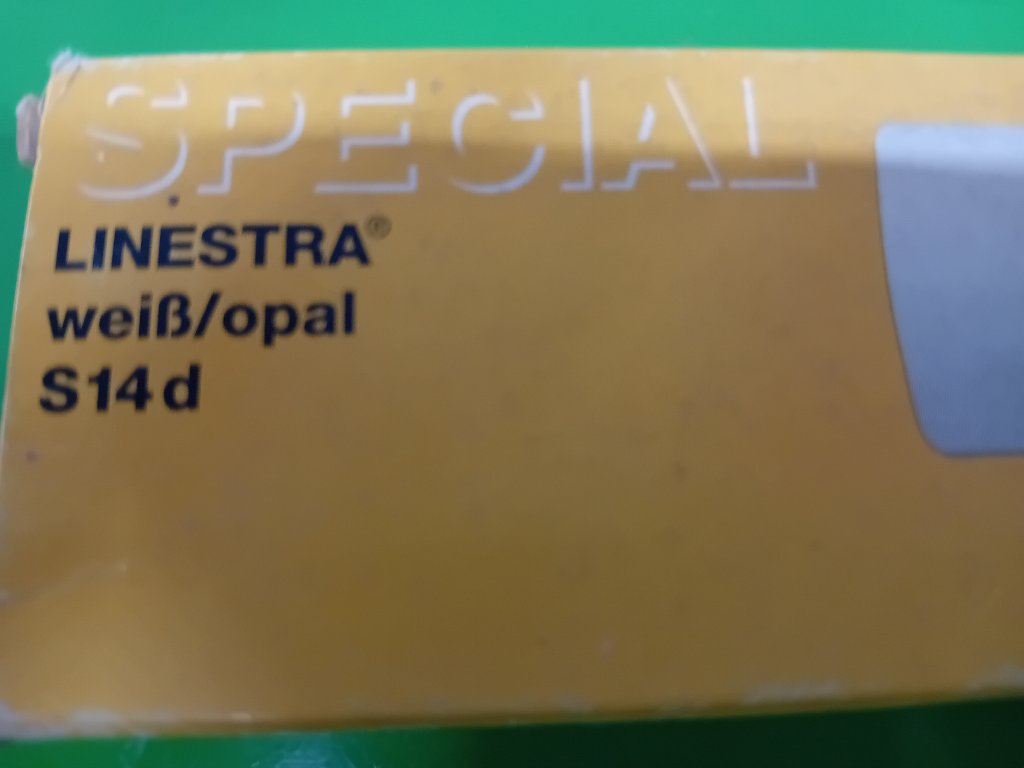 SPECIAL
LINESTRA®
weiß/opal
S14d